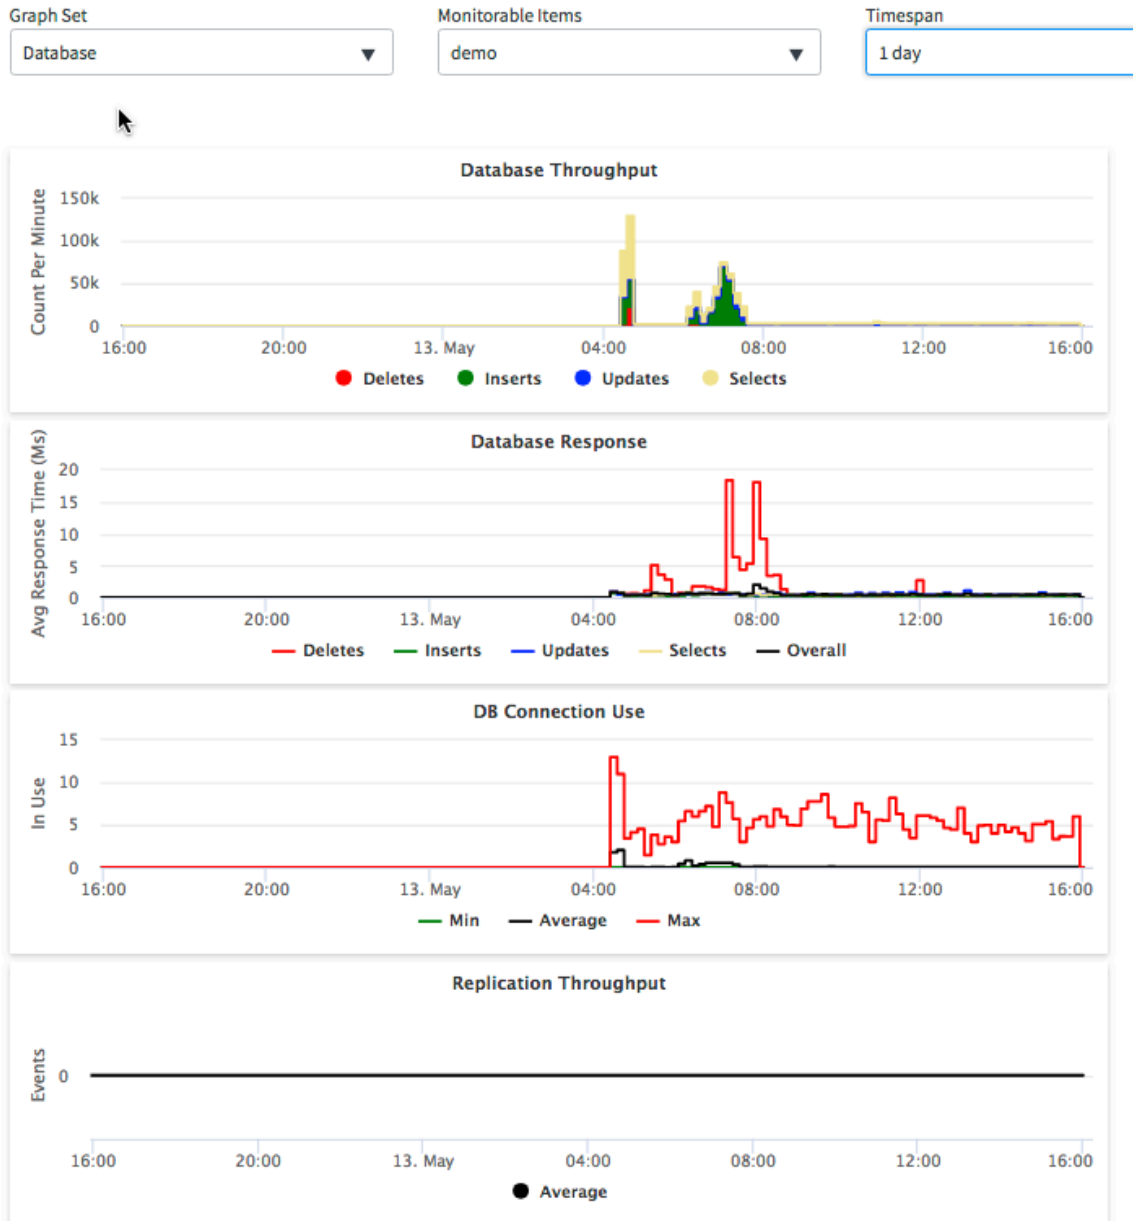 Graph Set Monitorable Items Timespan
Database demo 1 day
Database Throughput
Count Per Minute
150k
100k
50k
0
16:00 20:00 13. May 04:00 08:00 12:00 16:00
Deletes Inserts Updates Selects
Database Response
Avg Response Time (Ms)
20
15
10
5
0
16:00 20:00 13. May 04:00 08:00 12:00 16:00
Deletes Inserts Updates Selects Overall
DB Connection Use
In Use
15
10
5
0
16:00 20:00 13. May 04:00 08:00 12:00 16:00
Min Average Max
Replication Throughput
Events
0
16:00 20:00 13. May 04:00 08:00 12:00 16:00
Average